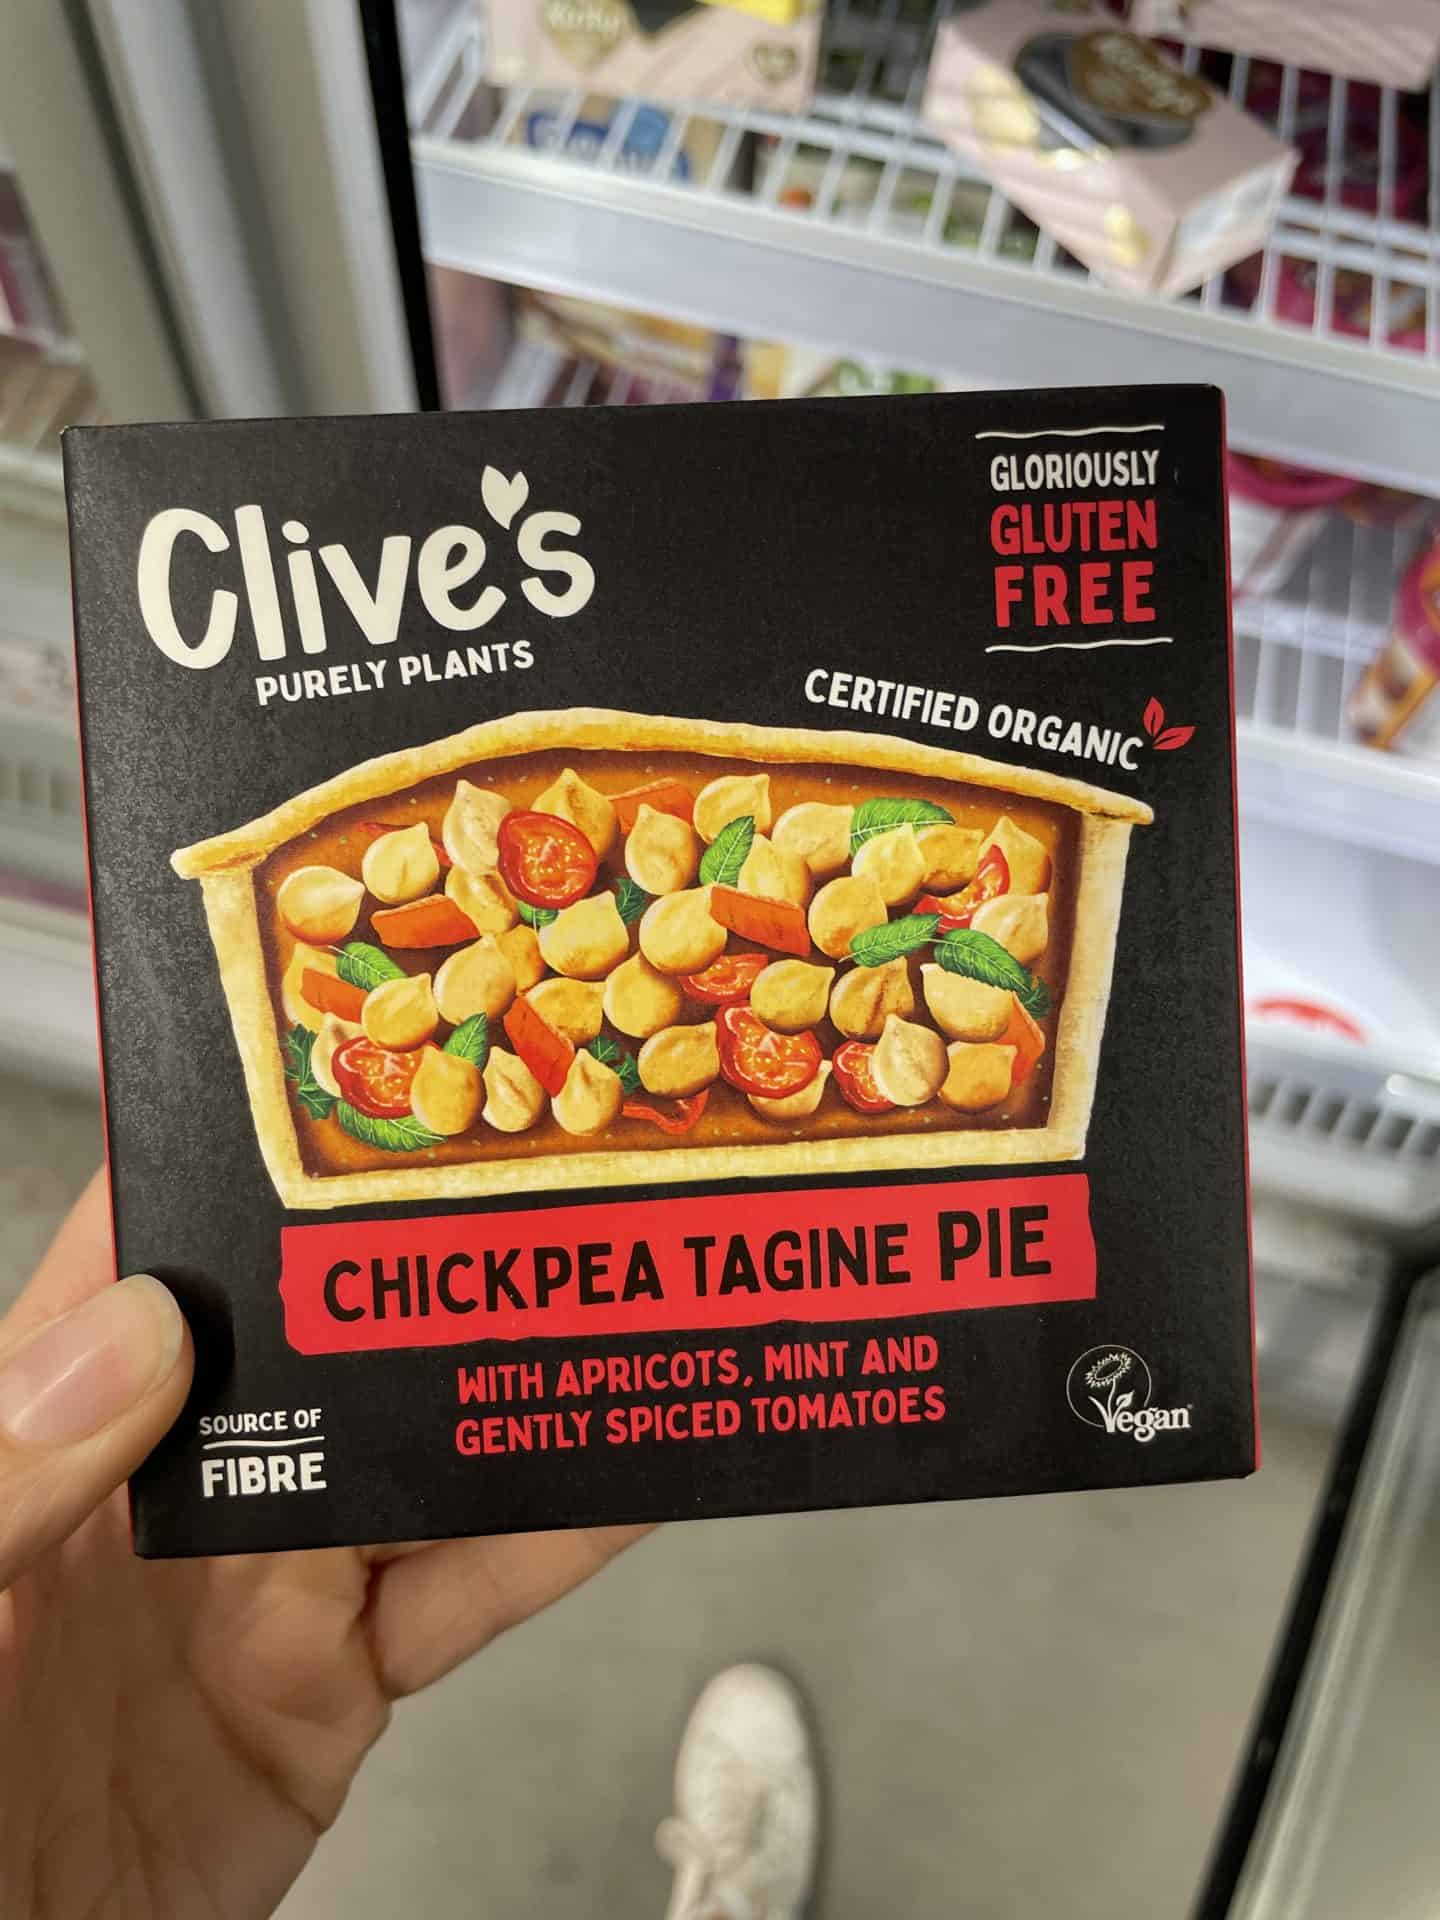 Clive's
PURELY PLANTS
GLORIOUSLY
GLUTEN
FREE
CERTIFIED ORGANIC
CHICKPEA TAGINE PIE
WITH APRICOTS, MINT AND
GENTLY SPICED TOMATOES
SOURCE OF
FIBRE
Vegan